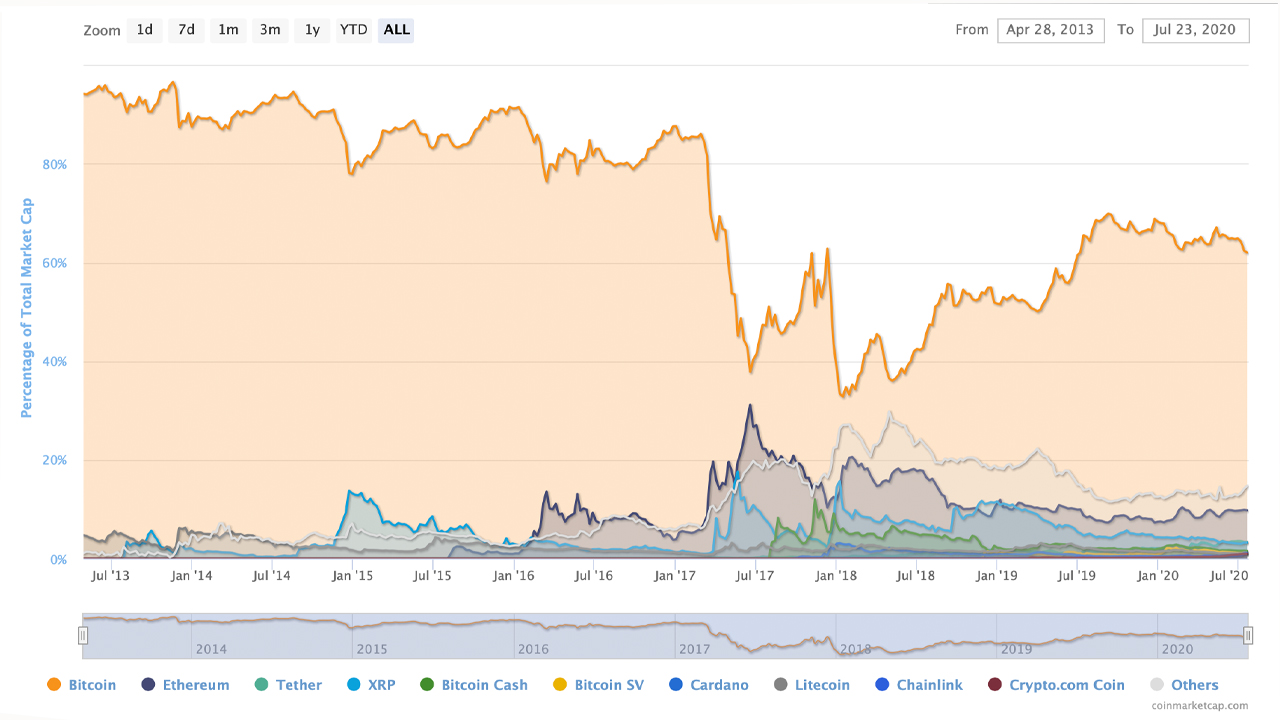 Zoom 1d 7d 1m 3m 1y YTD ALL From Apr 28, 2013 To Jul 23, 2020
Percentage of Total Market Cap
80%
60%
40%
20%
0%
Jul '13 Jan '14 Jul '14 Jan '15 Jul '15 Jan '16 Jul '16 Jan '17 Jul '17 Jan '18 Jul '18 Jan '19 Jul '19 Jan '20 Jul '20
2014 2015 2016 2017 2018 2019 2020
Bitcoin Ethereum Tether XRP Bitcoin Cash Bitcoin SV Cardano Litecoin Chainlink Crypto.com Coin Others
coinmarketcap.com